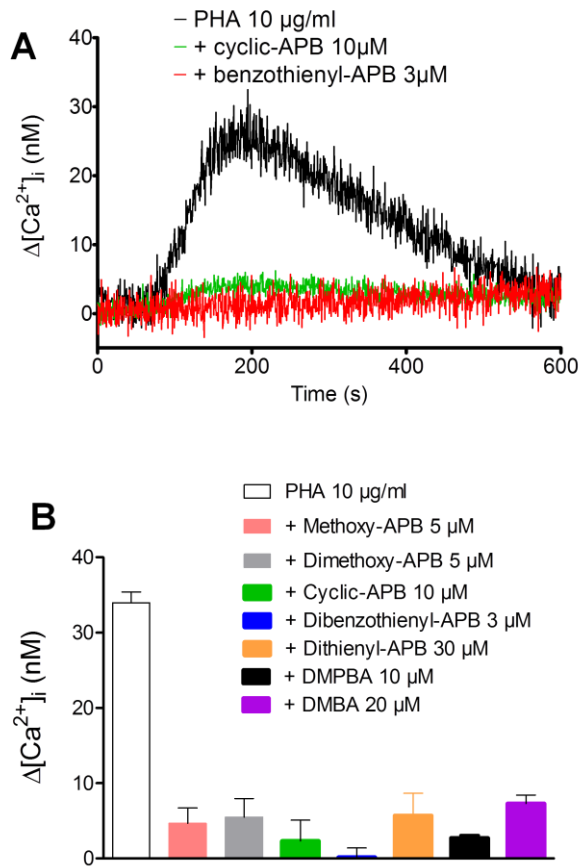 A
— PHA 10 µg/ml
— + cyclic-APB 10µM
— + benzothienyl-APB 3µM
Δ[Ca²⁺]ᵢ (nM)
40
30
20
10
0
0 200 400 600
Time (s)
B
PHA 10 µg/ml
+ Methoxy-APB 5 µM
+ Dimethoxy-APB 5 µM
+ Cyclic-APB 10 µM
+ Dibenzothienyl-APB 3 µM
+ Dithienyl-APB 30 µM
+ DMPBA 10 µM
+ DMBA 20 µM
Δ[Ca²⁺]ᵢ (nM)
40
30
20
10
0